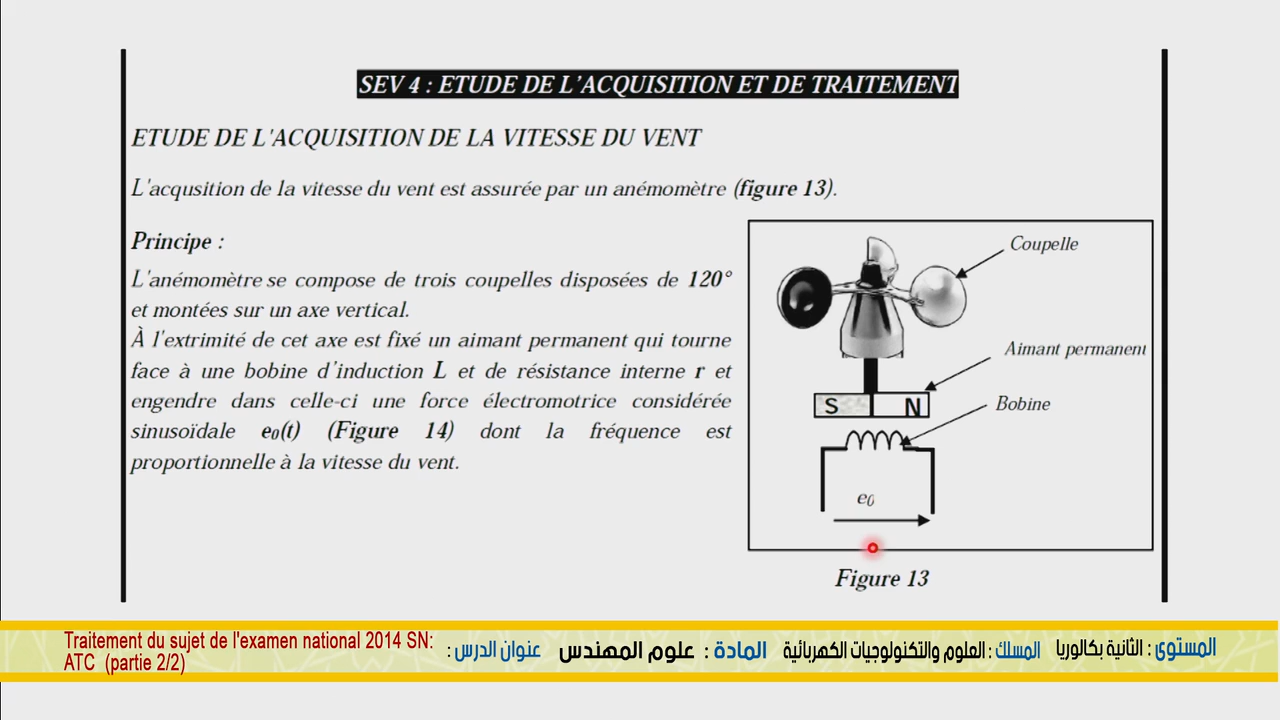 SEV 4 : ETUDE DE L'ACQUISITION ET DE TRAITEMENT
ETUDE DE L'ACQUISITION DE LA VITESSE DU VENT
L'acqusition de la vitesse du vent est assurée par un anémomètre (figure 13).
Principe :
L'anémomètre se compose de trois coupelles disposées de 120°
et montées sur un axe vertical.
À l'extrimité de cet axe est fixé un aimant permanent qui tourne
face à une bobine d'induction L et de résistance interne r et
engendre dans celle-ci une force électromotrice considérée
sinusoïdale e₀(t) (Figure 14) dont la fréquence est
proportionnelle à la vitesse du vent.
Coupelle
Aimant permanent
S N
Bobine
e₀
Figure 13
المستوى : الثانية بكالوريا المسلك : العلوم والتكنولوجيات الكهربائية المادة : علوم المهندس عنوان الدرس :
Traitement du sujet de l'examen national 2014 SN:
ATC (partie 2/2)